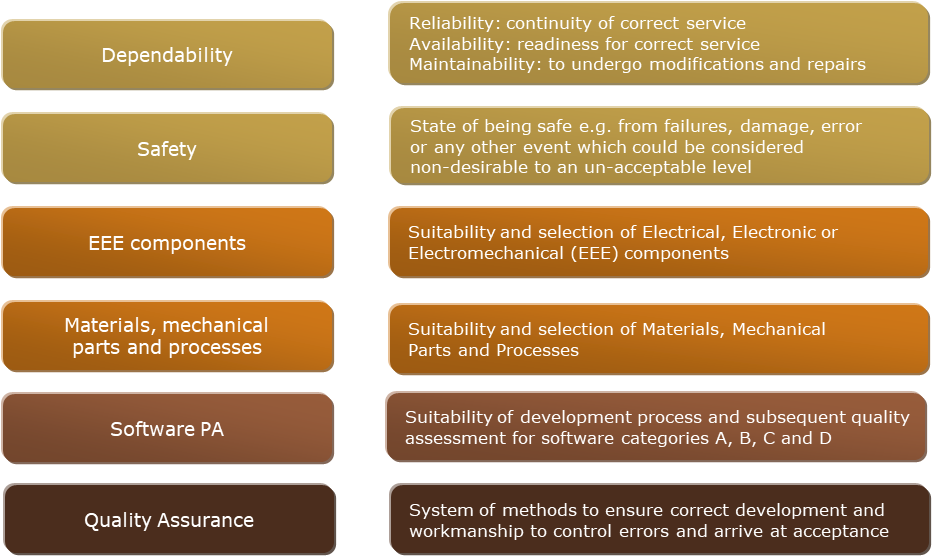 Dependability
Reliability: continuity of correct service
Availability: readiness for correct service
Maintainability: to undergo modifications and repairs
Safety
State of being safe e.g. from failures, damage, error
or any other event which could be considered
non-desirable to an un-acceptable level
EEE components
Suitability and selection of Electrical, Electronic or
Electromechanical (EEE) components
Materials, mechanical
parts and processes
Suitability and selection of Materials, Mechanical
Parts and Processes
Software PA
Suitability of development process and subsequent quality
assessment for software categories A, B, C and D
Quality Assurance
System of methods to ensure correct development and
workmanship to control errors and arrive at acceptance